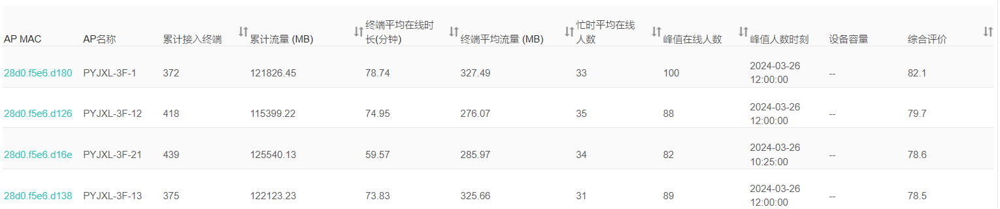 AP MAC AP名称 累计接入终端 累计流量 (MB) 终端平均在线时长(分钟) 终端平均流量 (MB) 忙时平均在线人数 峰值在线人数 峰值人数时刻 设备容量 综合评价
28d0.f5e6.d180 PYJXL-3F-1 372 121826.45 78.74 327.49 33 100 2024-03-26 12:00:00 -- 82.1
28d0.f5e6.d126 PYJXL-3F-12 418 115399.22 74.95 276.07 35 88 2024-03-26 12:00:00 -- 79.7
28d0.f5e6.d16e PYJXL-3F-21 439 125540.13 59.57 285.97 34 82 2024-03-26 10:25:00 -- 78.6
28d0.f5e6.d138 PYJXL-3F-13 375 122123.23 73.83 325.66 31 89 2024-03-26 12:00:00 -- 78.5